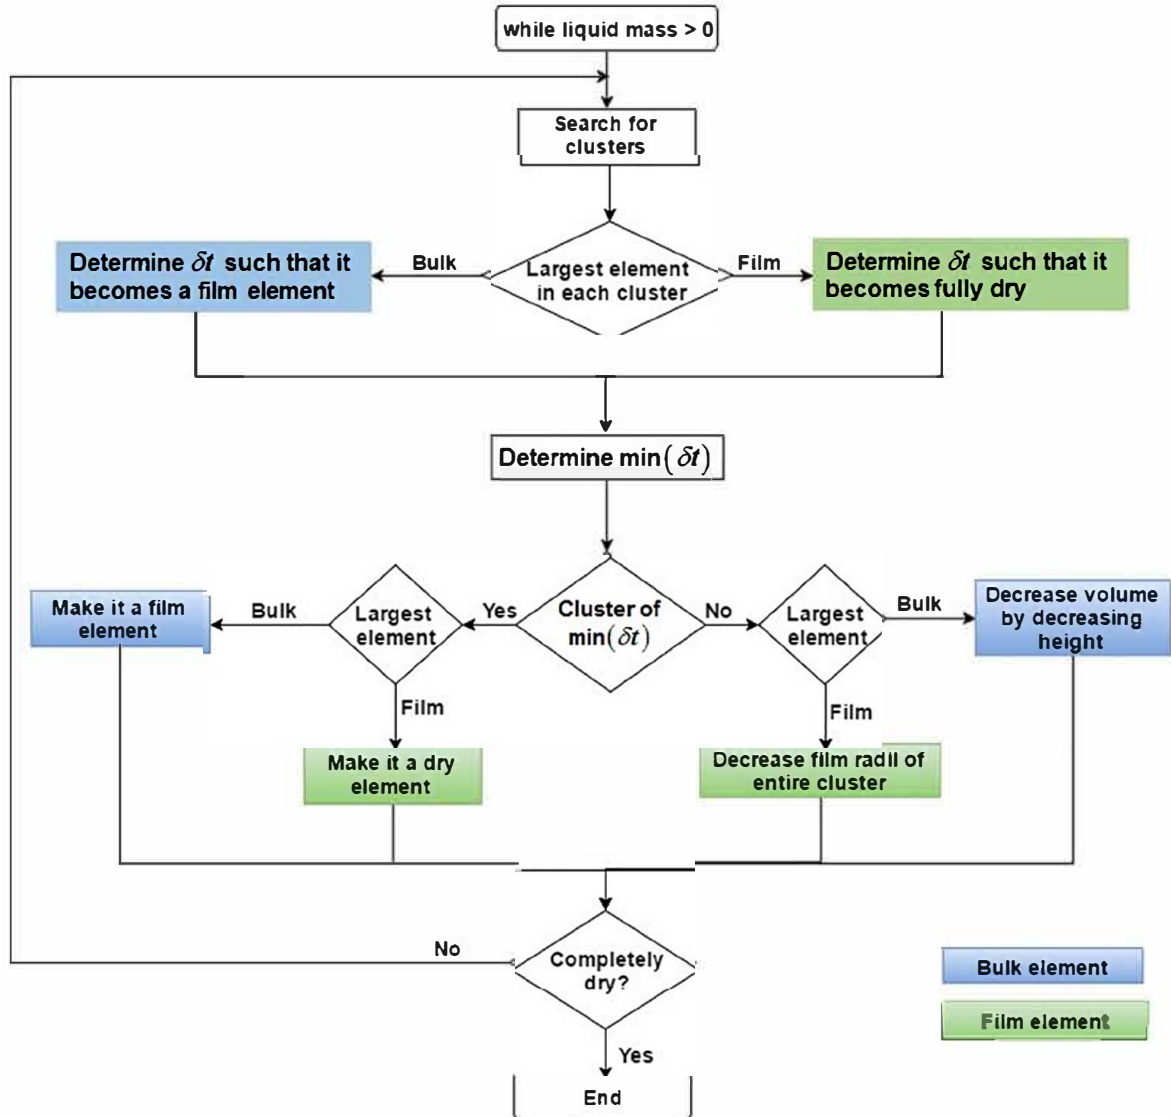 while liquid mass > 0
Search for
clusters
Determine δt such that it
becomes a film element
Bulk
Largest element
in each cluster
Film
Determine δt such that it
becomes fully dry
Determine min(δt)
Make it a film
element
Bulk
Largest
element
Yes
Cluster of
min(δt)
No
Largest
element
Bulk
Decrease volume
by decreasing
height
Film
Film
Make it a dry
element
Decrease film radil of
entire cluster
No
Completely
dry?
Bulk element
Film element
Yes
End